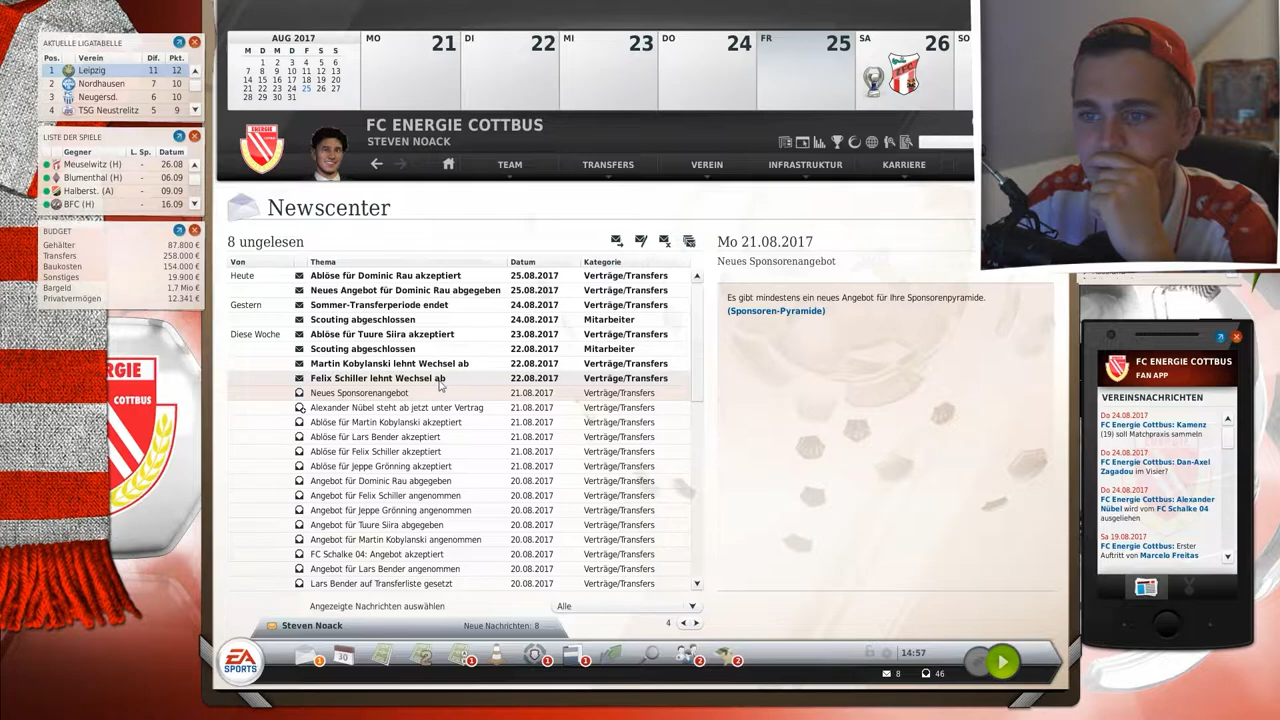 AKTUELLE LIGATABELLE
Pos. Verein Dif. Pkt.
1 Leipzig 11 12
2 Nordhausen 7 10
3 Neugersd. 6 10
4 TSG Neustrelitz 5 9
LISTE DER SPIELE
Gegner L. Sp. Datum
Meuselwitz (H) - 26.08
Blumenthal (H) - 06.09
Halberst. (A) - 09.09
BFC (H) - 16.09
BUDGET
Gehälter 87.800 €
Transfers 258.000 €
Baukosten 154.000 €
Sonstiges 19.900 €
Bargeld 1,7 Mio €
Privatvermögen 12.341 €
AUG 2017
M D M D F S S
1 2 3 4 5 6
7 8 9 10 11 12 13
14 15 16 17 18 19 20
21 22 23 24 25 26 27
28 29 30 31
MO 21
DI 22
MI 23
DO 24
FR 25
SA 26
SO
ENERGIE
COTTBUS
FC ENERGIE COTTBUS
STEVEN NOACK
TEAM TRANSFERS VEREIN INFRASTRUKTUR KARRIERE
Newscenter
8 ungelesen
Von Thema Datum Kategorie
Heute Ablöse für Dominic Rau akzeptiert 25.08.2017 Verträge/Transfers
Neues Angebot für Dominic Rau abgegeben 25.08.2017 Verträge/Transfers
Gestern Sommer-Transferperiode endet 24.08.2017 Verträge/Transfers
Scouting abgeschlossen 24.08.2017 Mitarbeiter
Diese Woche Ablöse für Tuure Siira akzeptiert 23.08.2017 Verträge/Transfers
Scouting abgeschlossen 22.08.2017 Mitarbeiter
Martin Kobylanski lehnt Wechsel ab 22.08.2017 Verträge/Transfers
Felix Schiller lehnt Wechsel ab 22.08.2017 Verträge/Transfers
Neues Sponsorenangebot 21.08.2017 Verträge/Transfers
Alexander Nübel steht ab jetzt unter Vertrag 21.08.2017 Verträge/Transfers
Ablöse für Martin Kobylanski akzeptiert 21.08.2017 Verträge/Transfers
Ablöse für Lars Bender akzeptiert 21.08.2017 Verträge/Transfers
Ablöse für Felix Schiller akzeptiert 21.08.2017 Verträge/Transfers
Ablöse für Jeppe Grönning akzeptiert 21.08.2017 Verträge/Transfers
Angebot für Dominic Rau abgegeben 20.08.2017 Verträge/Transfers
Angebot für Felix Schiller angenommen 20.08.2017 Verträge/Transfers
Angebot für Jeppe Grönning angenommen 20.08.2017 Verträge/Transfers
Angebot für Tuure Siira abgegeben 20.08.2017 Verträge/Transfers
Angebot für Martin Kobylanski angenommen 20.08.2017 Verträge/Transfers
FC Schalke 04: Angebot akzeptiert 20.08.2017 Verträge/Transfers
Angebot für Lars Bender angenommen 20.08.2017 Verträge/Transfers
Lars Bender auf Transferliste gesetzt 20.08.2017 Verträge/Transfers
Angezeigte Nachrichten auswählen Alle
Steven Noack Neue Nachrichten: 8
4
Mo 21.08.2017
Neues Sponsorenangebot
Es gibt mindestens ein neues Angebot für Ihre Sponsorenpyramide.
(Sponsoren-Pyramide)
FC ENERGIE COTTBUS
FAN APP
VEREINSNACHRICHTEN
Do 24.08.2017
FC Energie Cottbus: Kamenz
(19) soll Matchpraxis sammeln
Do 24.08.2017
FC Energie Cottbus: Dan-Axel
Zagadou im Visier?
Do 24.08.2017
FC Energie Cottbus: Alexander
Nübel wird vom FC Schalke 04
ausgeliehen
Sa 19.08.2017
FC Energie Cottbus: Erster
Auftritt von Marcelo Freitas
EA
SPORTS
1
30
2
1
1
1
2
2
14:57
8
46